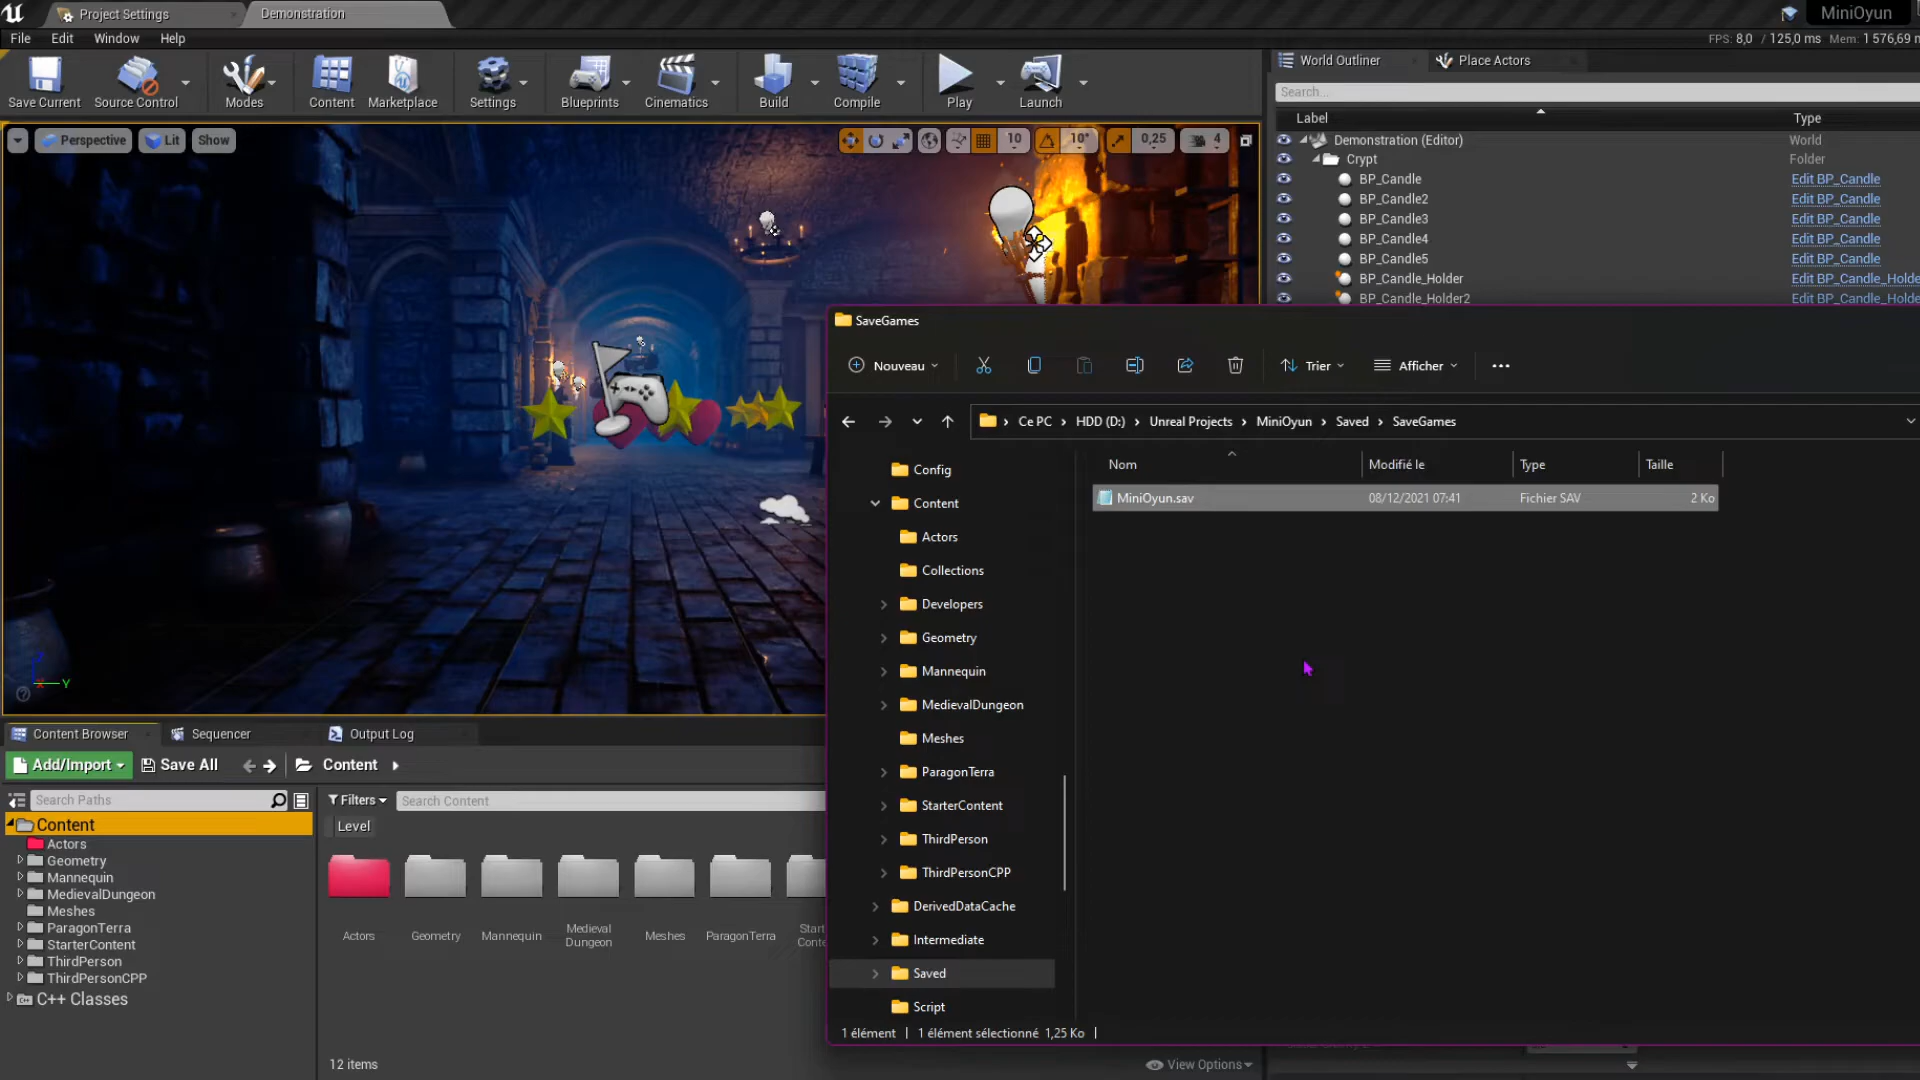 Project Settings
Demonstration
MiniOyun
File Edit Window Help
FPS: 8,0 / 125,0 ms Mem: 1 576,69
Save Current
Source Control
Modes
Content
Marketplace
Settings
Blueprints
Cinematics
Build
Compile
Play
Launch
World Outliner
Place Actors
Search...
Label Type
Perspective Lit Show
10 10° 0,25 4
Demonstration (Editor) World
Crypt Folder
BP_Candle Edit BP_Candle
BP_Candle2 Edit BP_Candle
BP_Candle3 Edit BP_Candle
BP_Candle4 Edit BP_Candle
BP_Candle5 Edit BP_Candle
BP_Candle_Holder Edit BP_Candle_Holde
BP_Candle_Holder2 Edit BP_Candle_Holde
SaveGames
Nouveau Trier Afficher
Ce PC > HDD (D:) > Unreal Projects > MiniOyun > Saved > SaveGames
Nom Modifié le Type Taille
MiniOyun.sav 08/12/2021 07:41 Fichier SAV 2 Ko
Config
Content
Actors
Collections
Developers
Geometry
Mannequin
MedievalDungeon
Meshes
ParagonTerra
StarterContent
ThirdPerson
ThirdPersonCPP
DerivedDataCache
Intermediate
Saved
Script
1 élément | 1 élément sélectionné 1,25 Ko |
Y
Content Browser
Sequencer
Output Log
Add/Import
Save All
Content
Search Paths
Filters
Search Content
Level
Content
Actors
Geometry
Mannequin
MedievalDungeon
Meshes
ParagonTerra
StarterContent
ThirdPerson
ThirdPersonCPP
C++ Classes
Actors
Geometry
Mannequin
Medieval
Dungeon
Meshes
ParagonTerra
Start
Conte
12 items
View Options